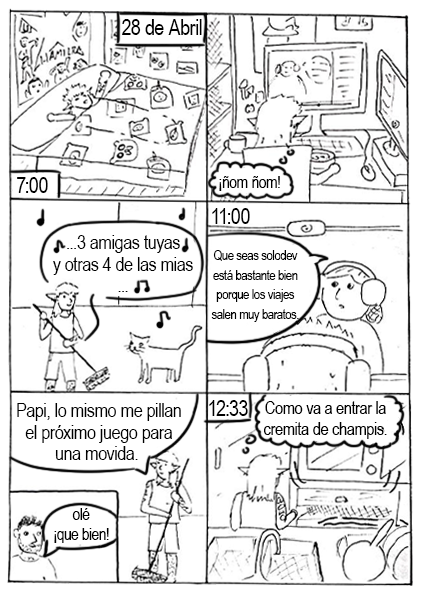 28 de Abril
7:00
¡ñom ñom!
...3 amigas tuyas
y otras 4 de las mias
...
11:00
Que seas solodev
está bastante bien
porque los viajes
salen muy baratos.
Papi, lo mismo me pillan
el próximo juego para
una movida.
olé
¡que bien!
12:33
Como va a entrar la
cremita de champis.